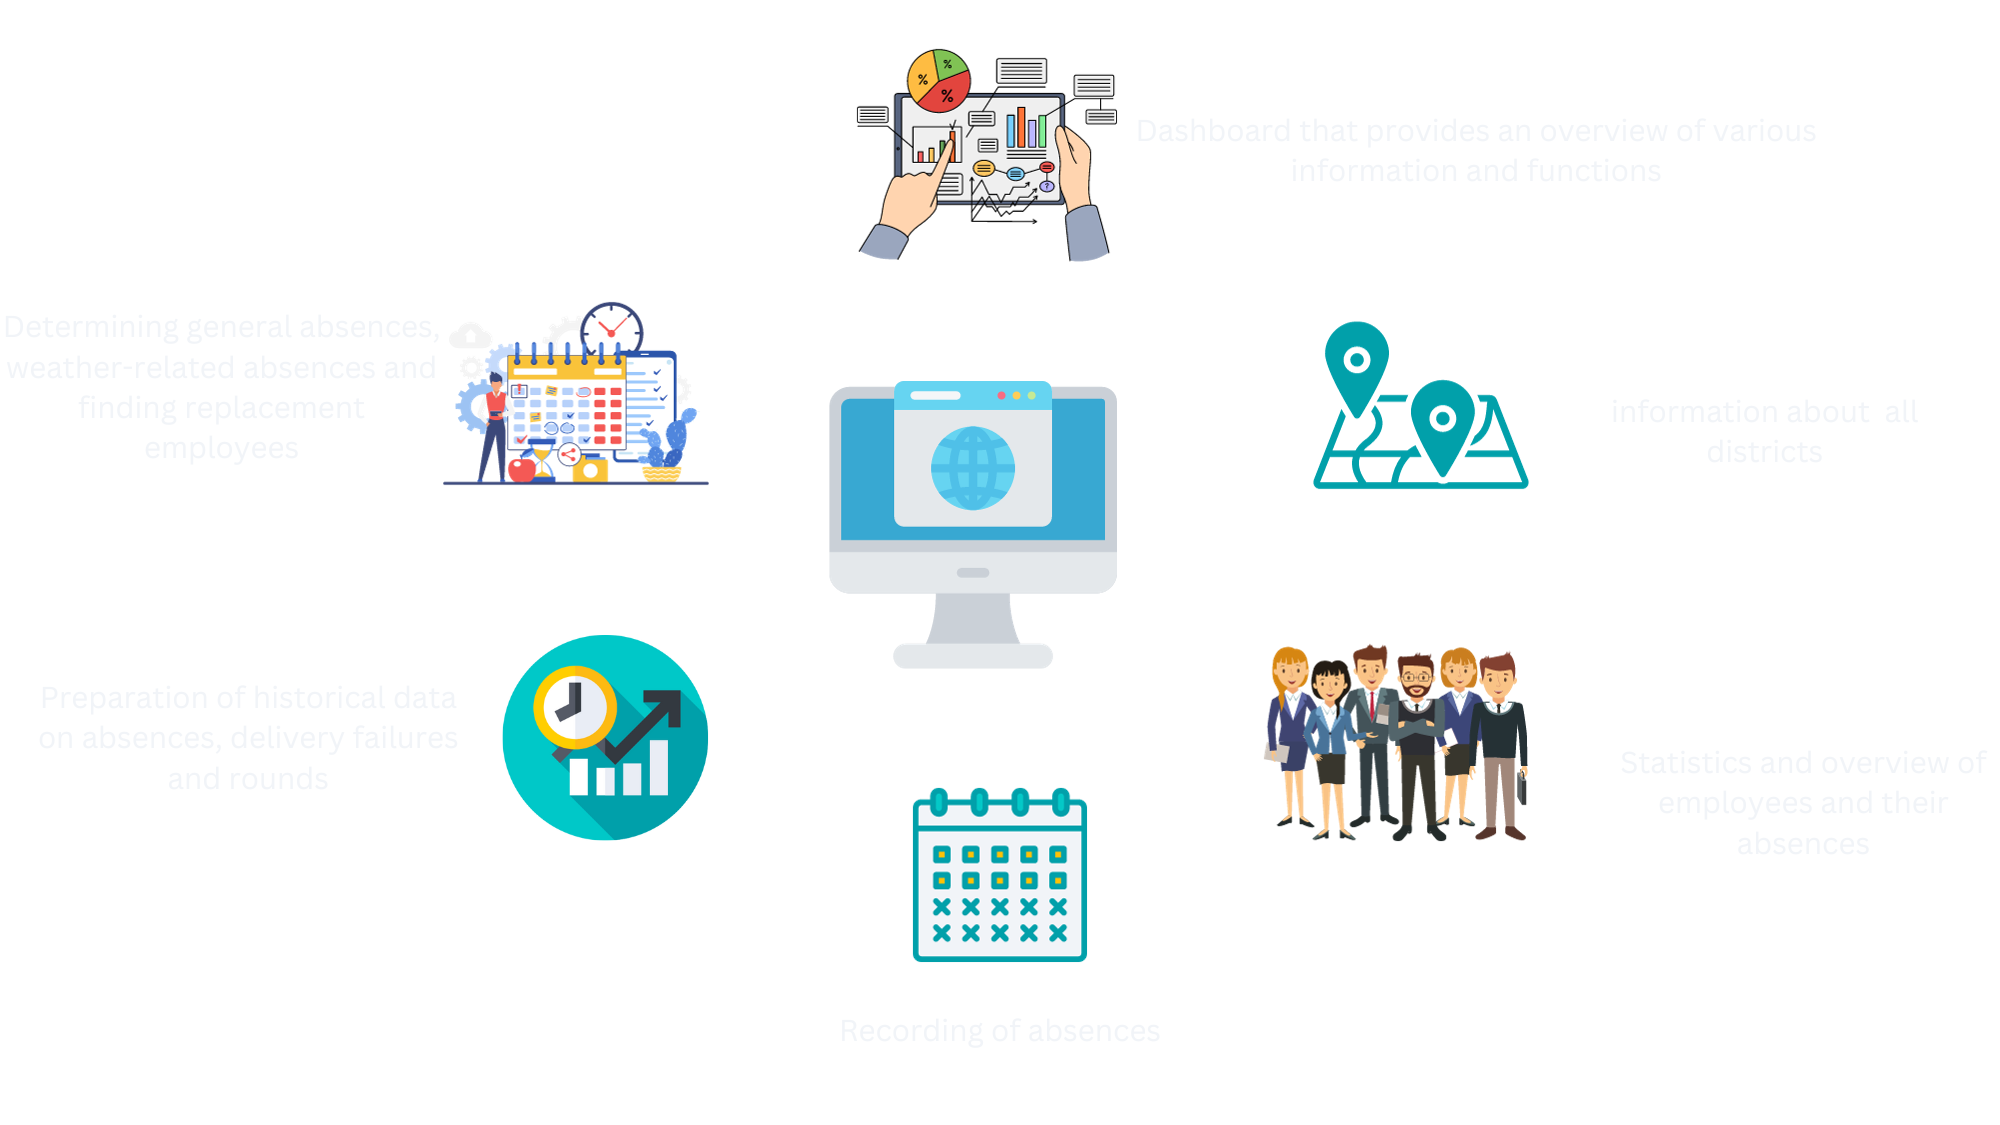 % % %
Dashboard that provides an overview of various
information and functions
?
Determining general absences,
weather-related absences and
finding replacement
employees
information about all
districts
Preparation of historical data
on absences, delivery failures
and rounds
Statistics and overview of
employees and their
absences
Recording of absences